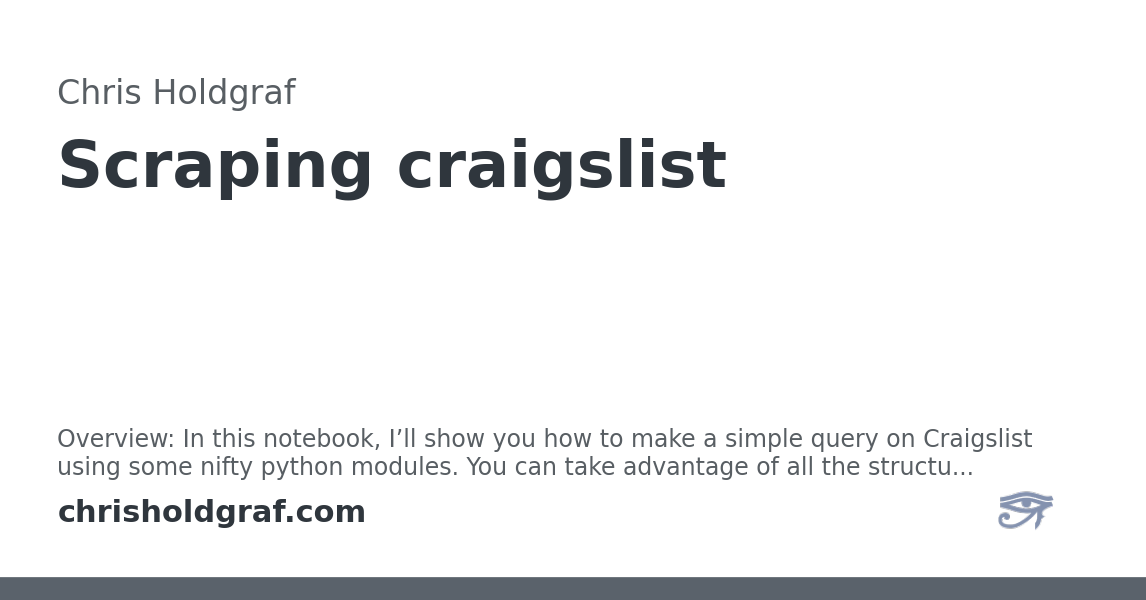 Chris Holdgraf
Scraping craigslist
Overview: In this notebook, I’ll show you how to make a simple query on Craigslist
using some nifty python modules. You can take advantage of all the structu...
chrisholdgraf.com